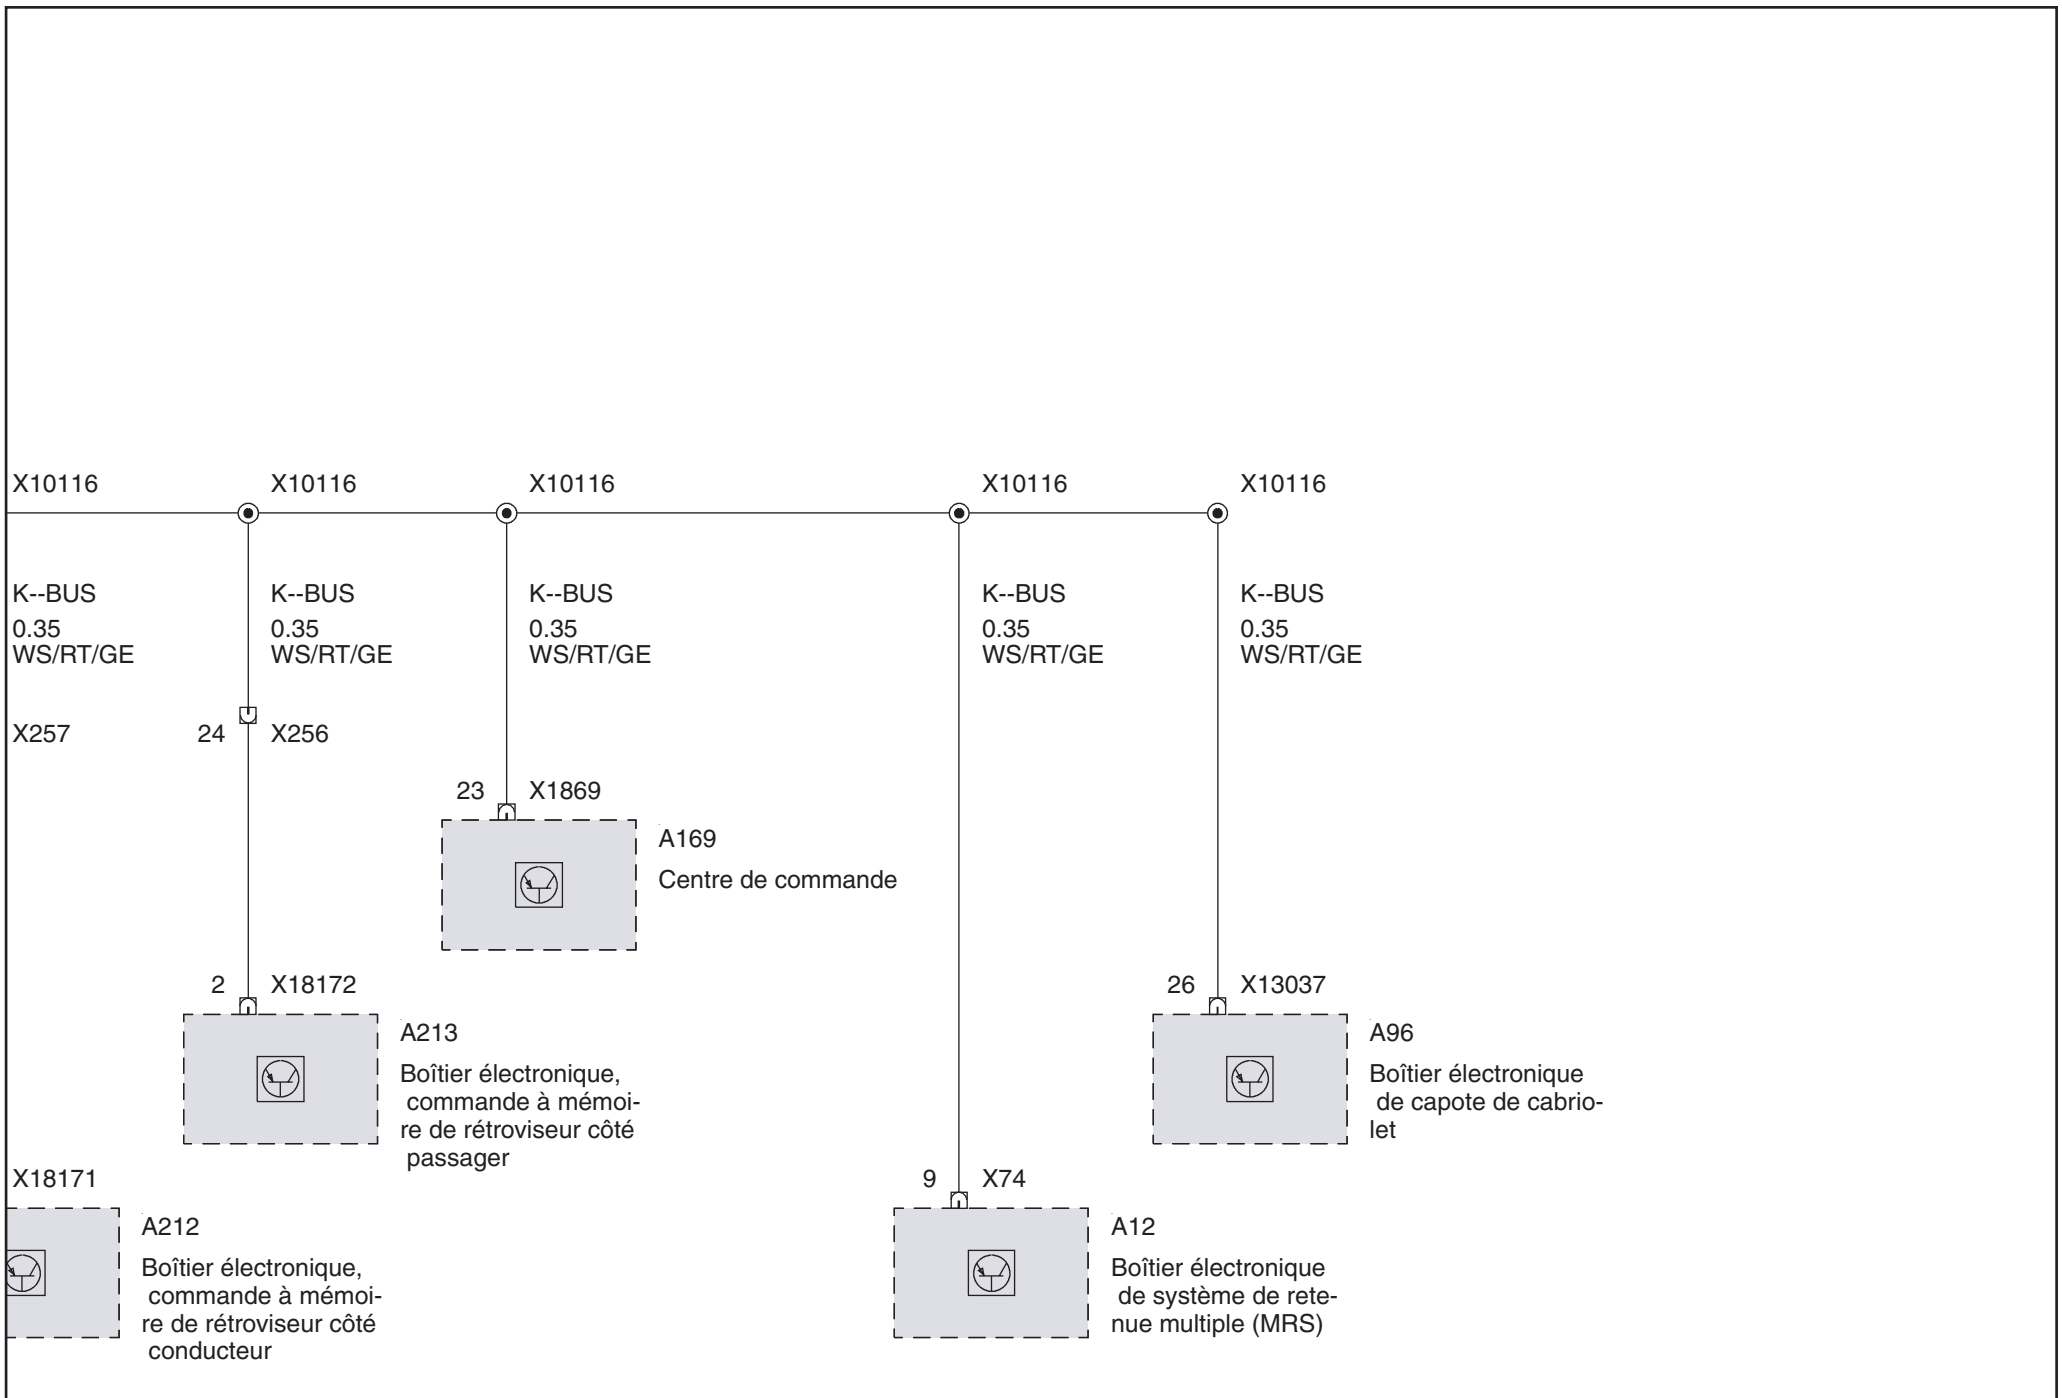 X10116
X10116
X10116
X10116
X10116
K--BUS
0.35
WS/RT/GE
K--BUS
0.35
WS/RT/GE
K--BUS
0.35
WS/RT/GE
K--BUS
0.35
WS/RT/GE
K--BUS
0.35
WS/RT/GE
X257
24
X256
23
X1869
A169
Centre de commande
2
X18172
A213
Boîtier électronique,
commande à mémoi-
re de rétroviseur côté
passager
26
X13037
A96
Boîtier électronique
de capote de cabrio-
let
X18171
A212
Boîtier électronique,
commande à mémoi-
re de rétroviseur côté
conducteur
9
X74
A12
Boîtier électronique
de système de rete-
nue multiple (MRS)